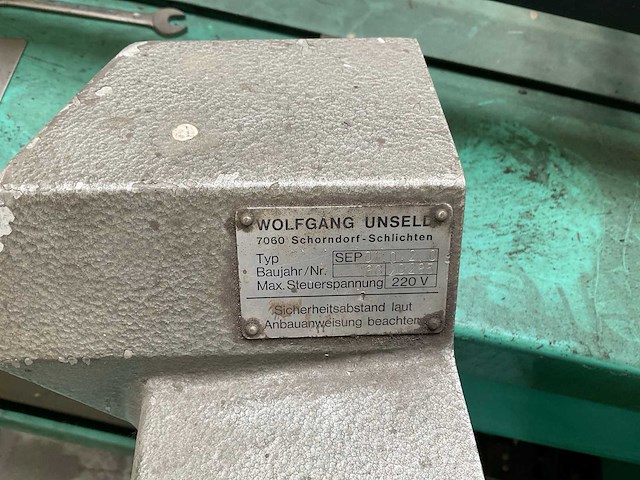 WOLFGANG UNSELD
7060 Schorndorf-Schlichten
Typ SEP
Baujahr/Nr.
Max. Steuerspannung 220 V
Sicherheitsabstand laut
Anbauanweisung beachten